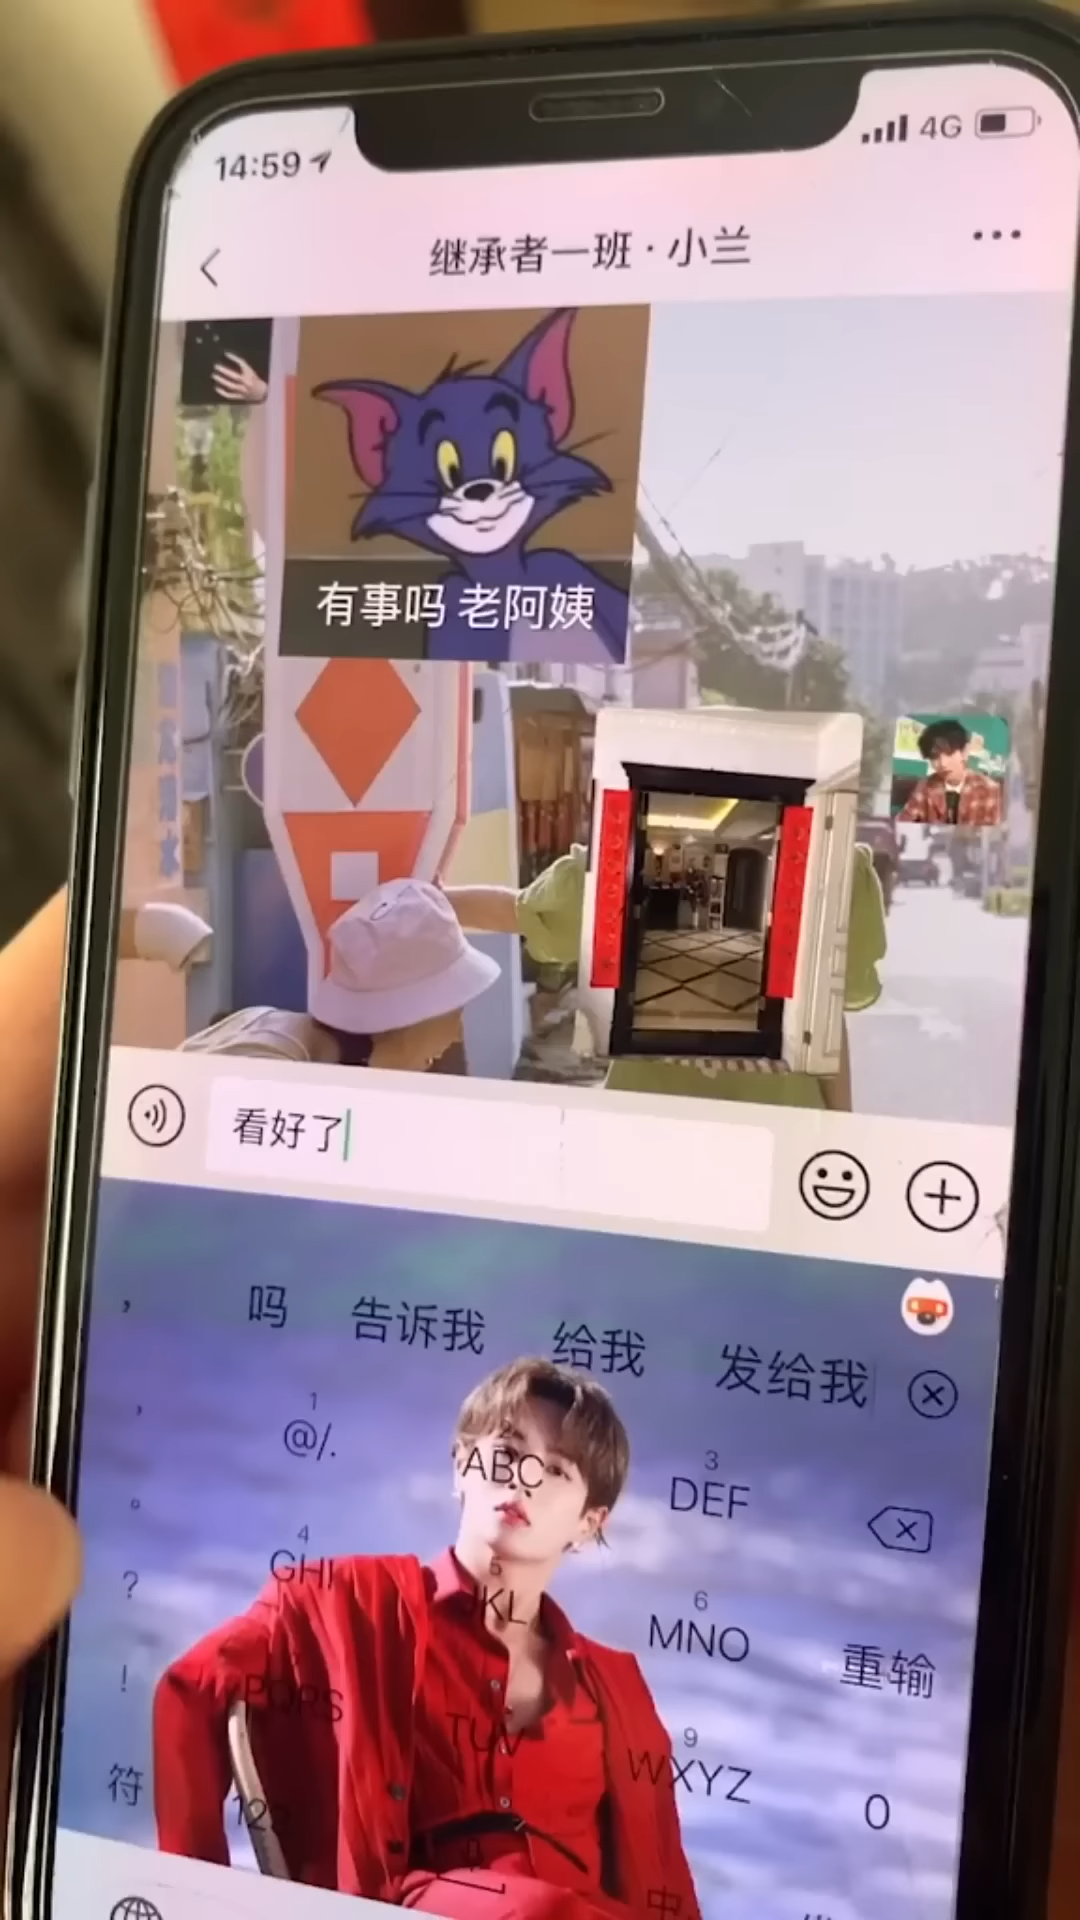 14:59
4G
继承者一班·小兰
有事吗 老阿姨
看好了
，
吗
告诉我
给我
发给我
'
1
@/.
ABC
3
DEF
。
4
GHI
JKL
6
MNO
?
重输
!
PQRS
TUV
9
WXYZ
符
123
0
中